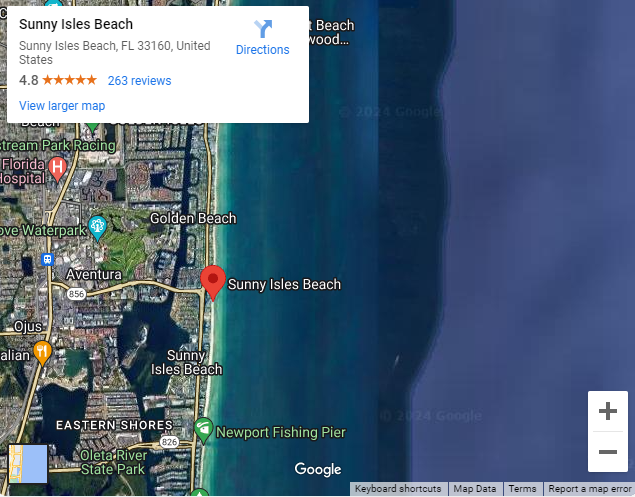 Sunny Isles Beach
Sunny Isles Beach, FL 33160, United
States
4.8
263 reviews
View larger map
Directions
t Beach
wood...
© 2024 Google
Beach
stream Park Racing
Florida
Hospital
H
Golden Beach
ove Waterpark
Aventura
856
Sunny Isles Beach
Ojus
alian
Sunny
Isles Beach
© 2024 Google
EASTERN SHORES
826
Newport Fishing Pier
Oleta River
State Park
Google
+
−
Keyboard shortcuts
Map Data
Terms
Report a map error